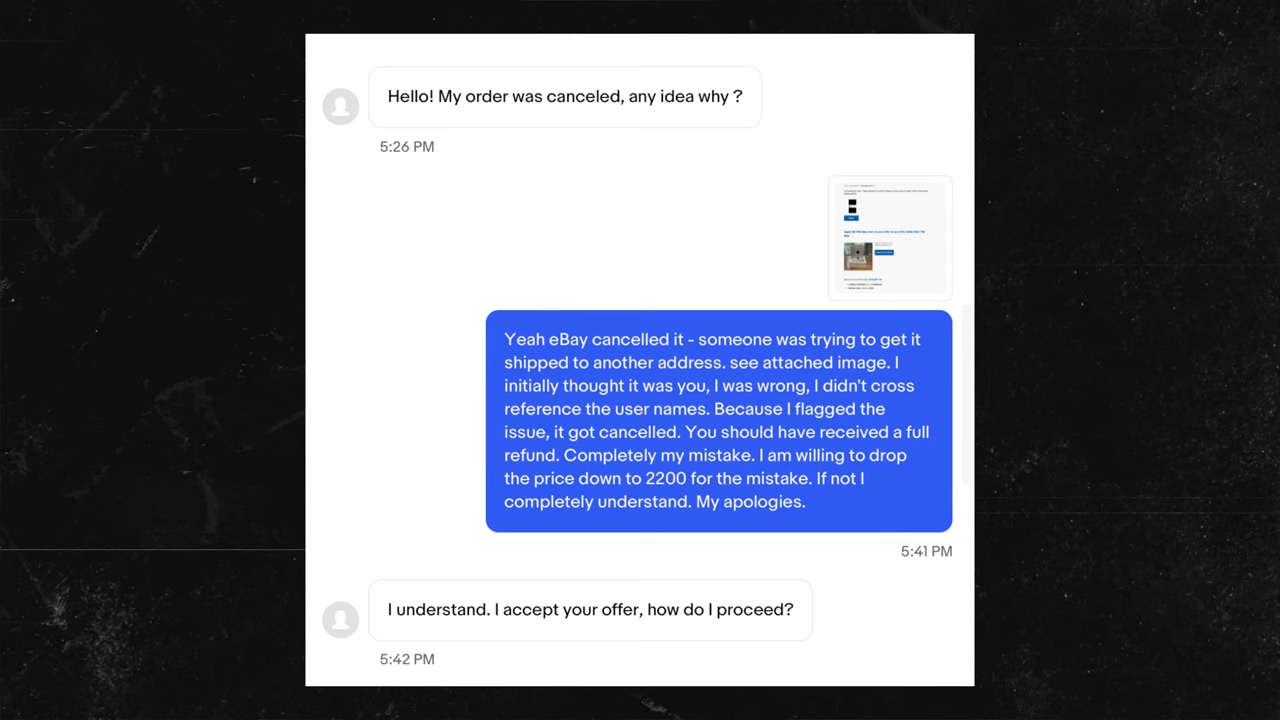 Hello! My order was canceled, any idea why ?
5:26 PM
Yeah eBay cancelled it - someone was trying to get it
shipped to another address. see attached image. I
initially thought it was you, I was wrong, I didn't cross
reference the user names. Because I flagged the
issue, it got cancelled. You should have received a full
refund. Completely my mistake. I am willing to drop
the price down to 2200 for the mistake. If not I
completely understand. My apologies.
5:41 PM
I understand. I accept your offer, how do I proceed?
5:42 PM